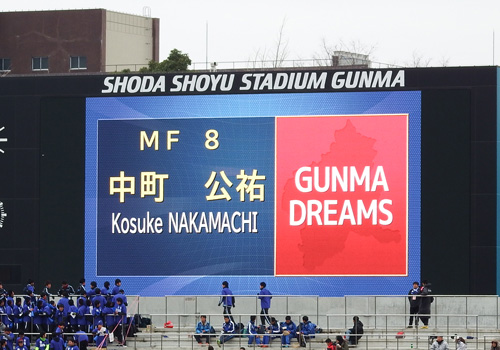 SHODA SHOYU STADIUM GUNMA
MF 8
中町 公祐
Kosuke NAKAMACHI
GUNMA
DREAMS